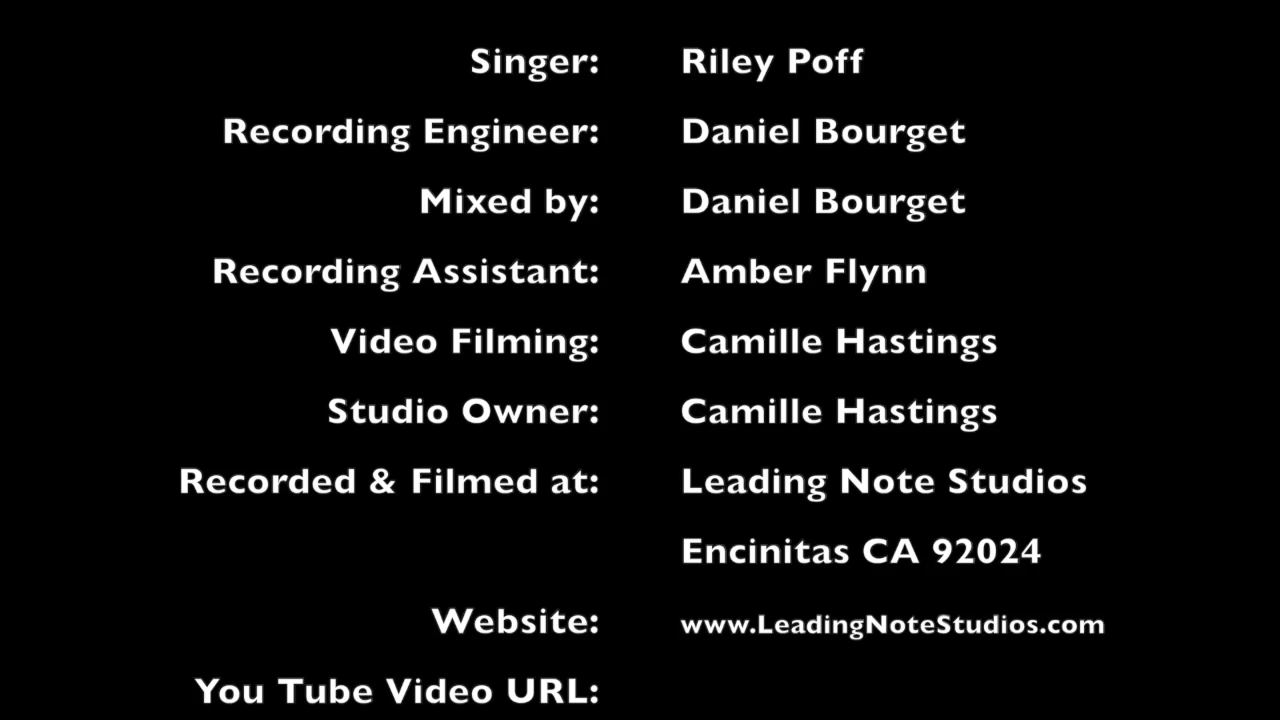 Singer: Riley Poff
Recording Engineer: Daniel Bourget
Mixed by: Daniel Bourget
Recording Assistant: Amber Flynn
Video Filming: Camille Hastings
Studio Owner: Camille Hastings
Recorded & Filmed at: Leading Note Studios
Encinitas CA 92024
Website: www.LeadingNoteStudios.com
You Tube Video URL: